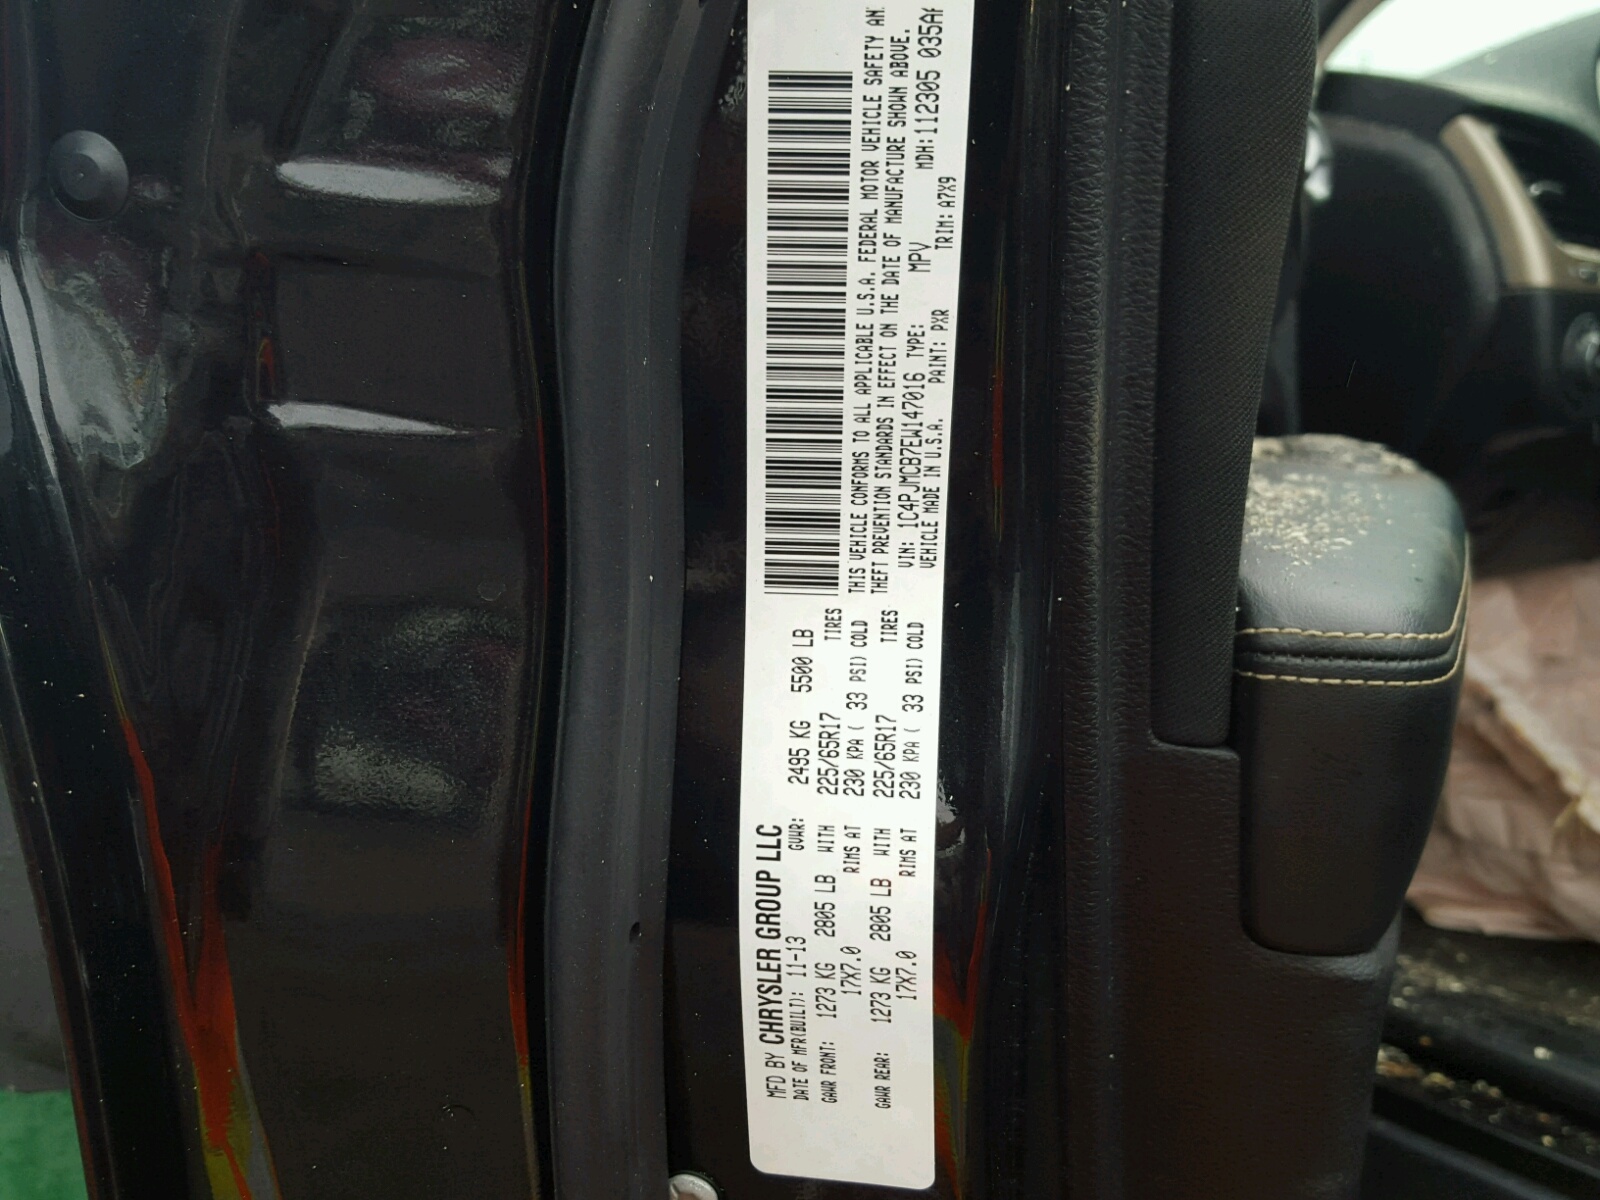 MFD BY CHRYSLER GROUP LLC
DATE OF MFR(BUILT): 11-13 GVWR: 2495 KG 5500 LB
GAWR FRONT: 1273 KG 2805 LB WITH 225/65R17 TIRES
17X7.0 RIMS AT 230 KPA ( 33 PSI) COLD
GAWR REAR: 1273 KG 2805 LB WITH 225/65R17 TIRES
17X7.0 RIMS AT 230 KPA ( 33 PSI) COLD
THIS VEHICLE CONFORMS TO ALL APPLICABLE U.S.A. FEDERAL MOTOR VEHICLE SAFETY
THEFT PREVENTION STANDARDS IN EFFECT ON THE DATE OF MANUFACTURE SHOWN ABOVE.
VIN: 1C4PJMCB7EW147016 TYPE: MPV MDH:112305 035
VEHICLE MADE IN U.S.A. PAINT: PXR TRIM: A7X9